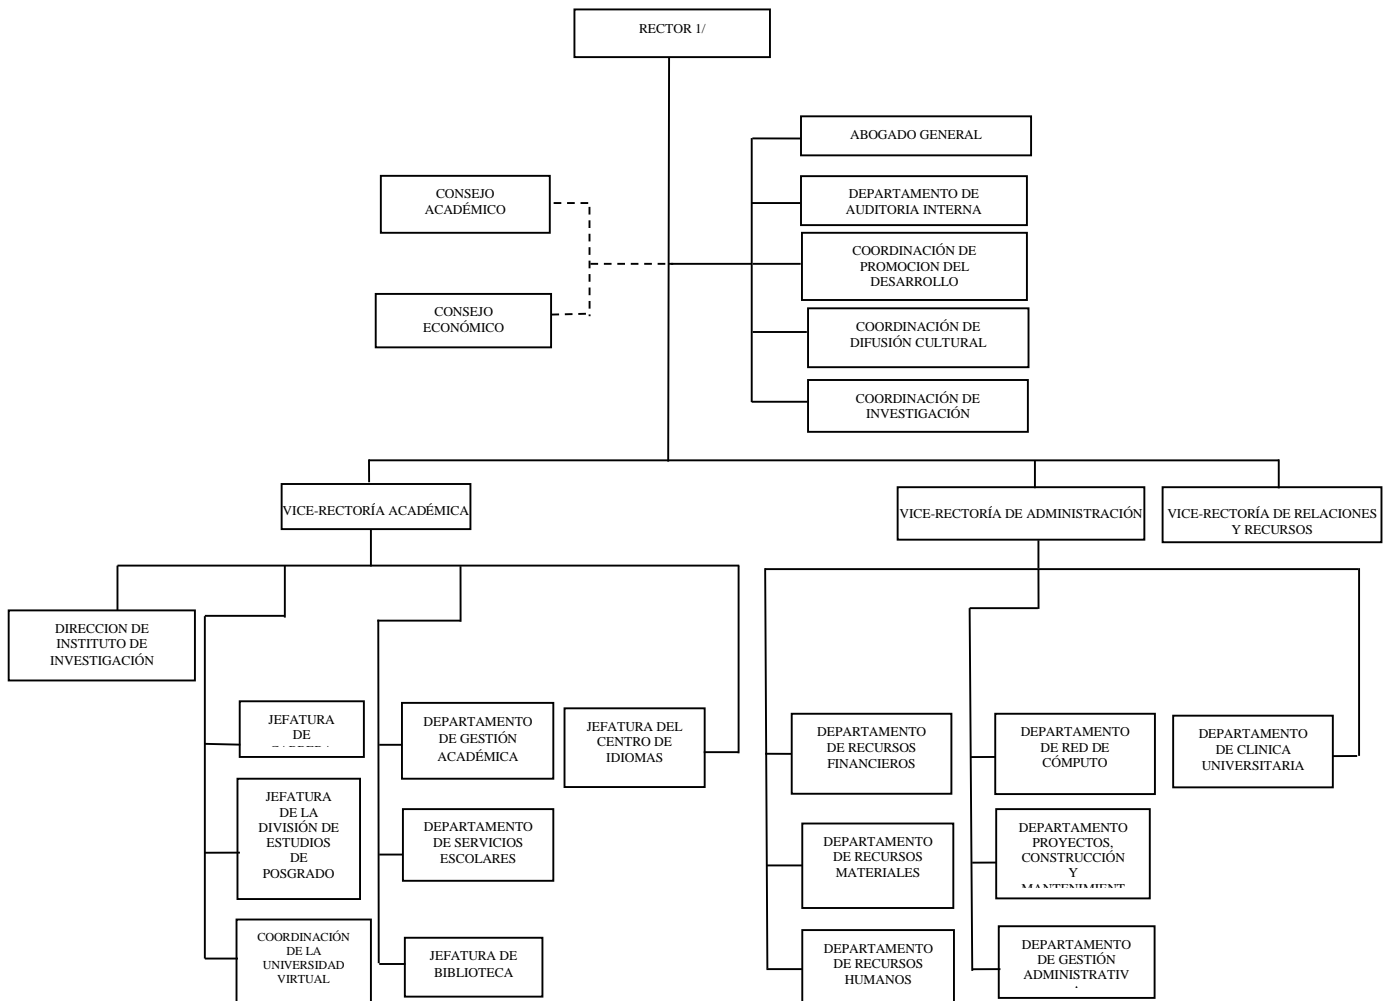 RECTOR 1/
ABOGADO GENERAL
CONSEJO
ACADÉMICO
DEPARTAMENTO DE
AUDITORIA INTERNA
COORDINACIÓN DE
PROMOCION DEL
DESARROLLO
CONSEJO
ECONÓMICO
COORDINACIÓN DE
DIFUSIÓN CULTURAL
COORDINACIÓN DE
INVESTIGACIÓN
VICE-RECTORÍA ACADÉMICA
VICE-RECTORÍA DE ADMINISTRACIÓN
VICE-RECTORÍA DE RELACIONES
Y RECURSOS
DIRECCION DE
INSTITUTO DE
INVESTIGACIÓN
JEFATURA
DE
DEPARTAMENTO
DE GESTIÓN
ACADÉMICA
JEFATURA DEL
CENTRO DE
IDIOMAS
DEPARTAMENTO
DE RECURSOS
FINANCIEROS
DEPARTAMENTO
DE RED DE
CÓMPUTO
DEPARTAMENTO
DE CLINICA
UNIVERSITARIA
JEFATURA
DE LA
DIVISIÓN DE
ESTUDIOS
DE
POSGRADO
DEPARTAMENTO
DE SERVICIOS
ESCOLARES
DEPARTAMENTO
DE RECURSOS
MATERIALES
DEPARTAMENTO
PROYECTOS,
CONSTRUCCIÓN
Y
MANTENIMIENT
COORDINACIÓN
DE LA
UNIVERSIDAD
VIRTUAL
JEFATURA DE
BIBLIOTECA
DEPARTAMENTO
DE RECURSOS
HUMANOS
DEPARTAMENTO
DE GESTIÓN
ADMINISTRATIV